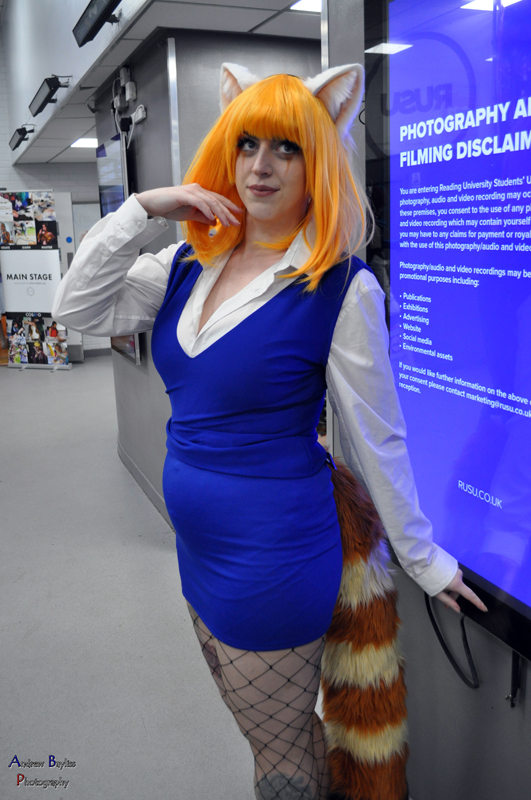 RUSU
PHOTOGRAPHY A
FILMING DISCLAIM
You are entering Reading University Students' U
photography, audio and video recording may oc
these premises, you consent to the use of any p
and video recording which may contain yourself
you may have to any claims for payment or roya
with the use of this photography/audio and vide
Photography/audio and video recordings may be
promotional purposes including:
• Publications
• Exhibitions
• Advertising
• Website
• Social media
• Environmental assets
If you would like further information on the above o
your consent please contact marketing@rusu.co.uk
reception.
RUSU.CO.UK
MAIN STAGE
Andrew Bayliss
Photography